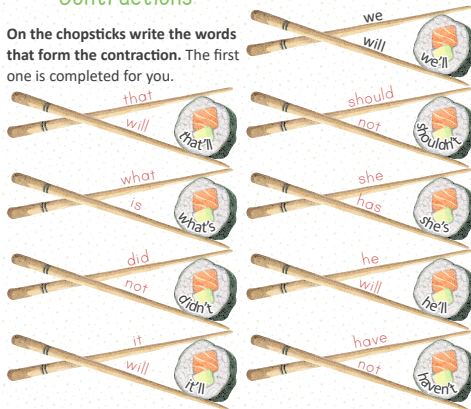 Contractions
On the chopsticks write the words
that form the contraction. The first
one is completed for you.
we
will
we'll
that
will
that'll
should
not
shouldn't
what
is
what's
she
has
she's
did
not
didn't
he
will
he'll
it
will
it'll
have
not
haven't